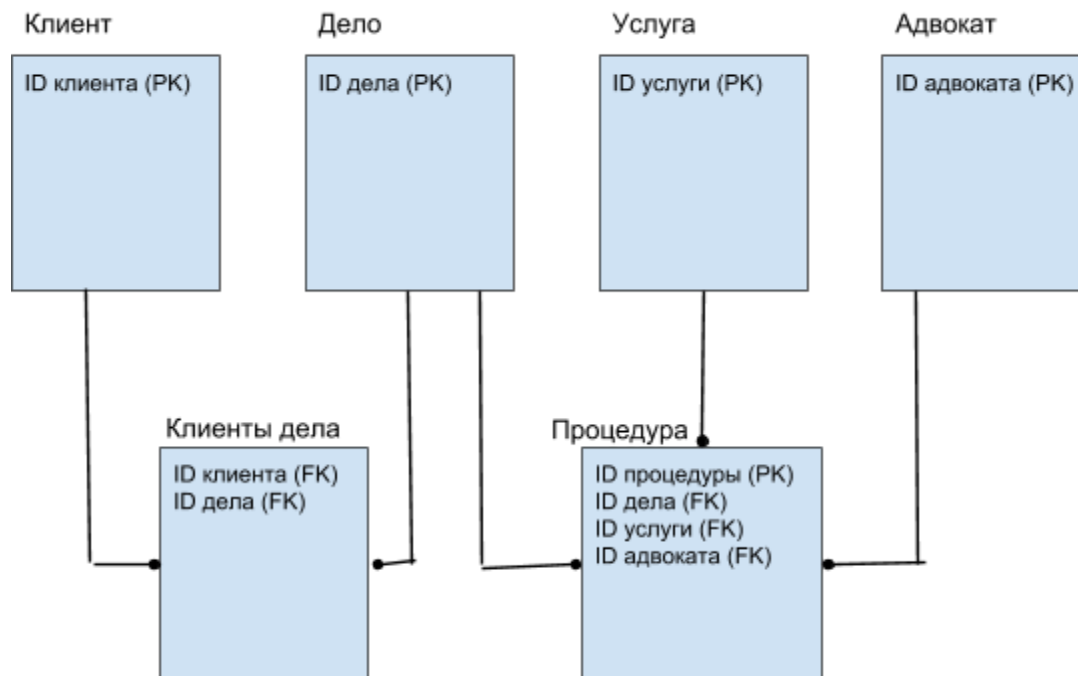 Клиент
ID клиента (PK)
Дело
ID дела (PK)
Услуга
ID услуги (PK)
Адвокат
ID адвоката (PK)
Клиенты дела
ID клиента (FK)
ID дела (FK)
Процедура
ID процедуры (PK)
ID дела (FK)
ID услуги (FK)
ID адвоката (FK)